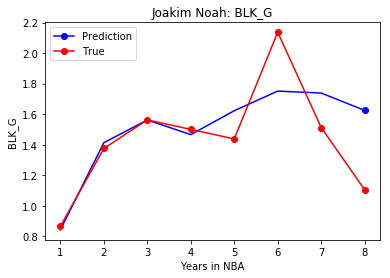 Joakim Noah: BLK_G
Prediction
True
BLK_G
2.2
2.0
1.8
1.6
1.4
1.2
1.0
0.8
1 2 3 4 5 6 7 8
Years in NBA